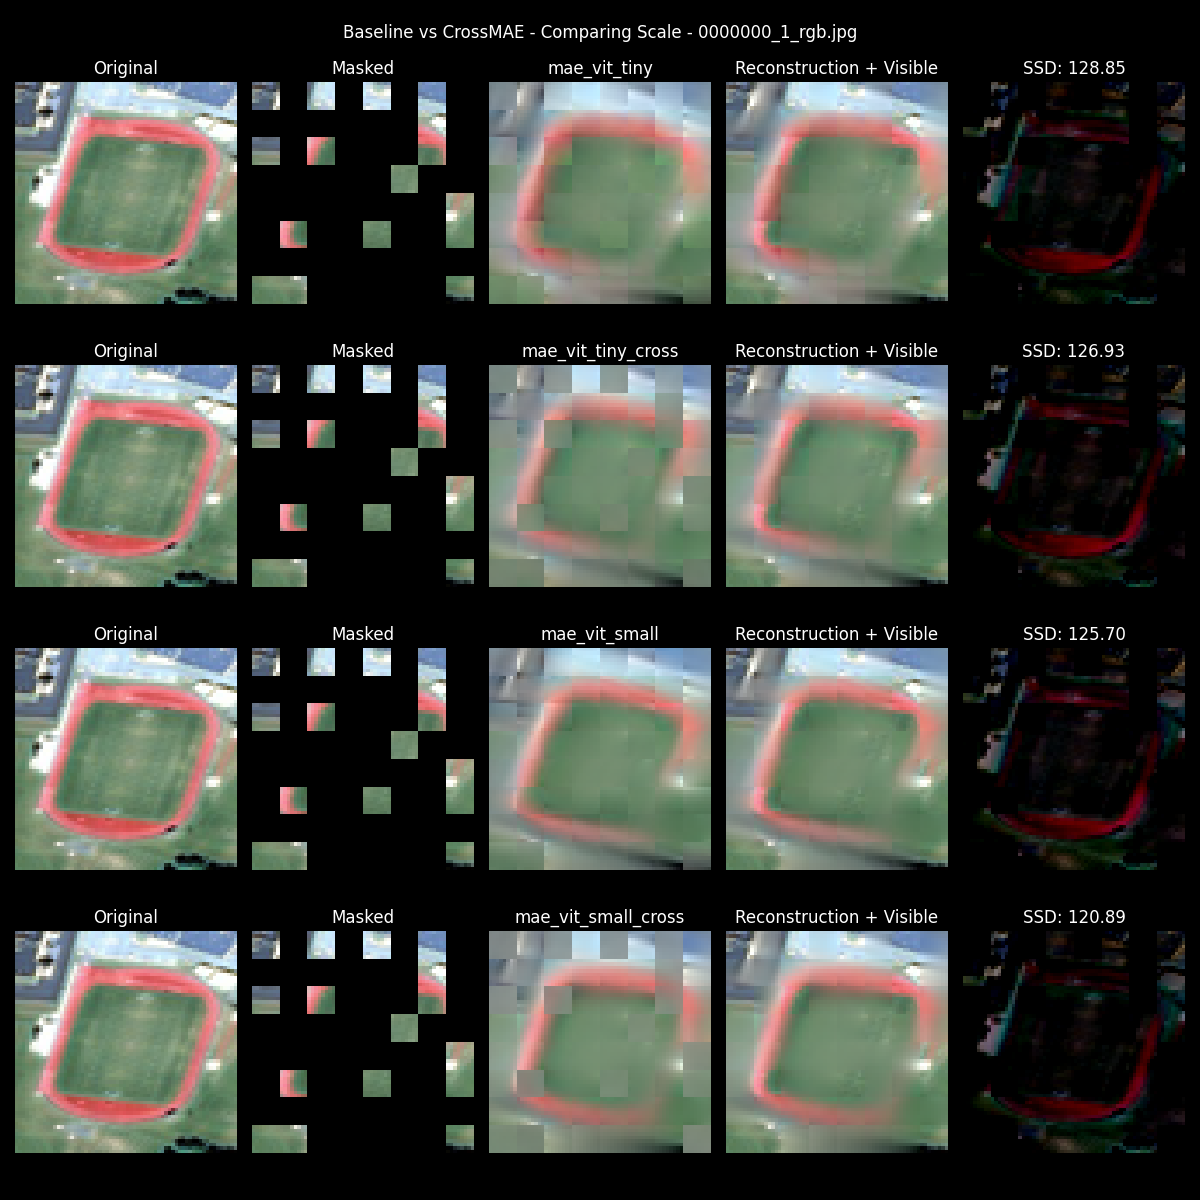 Baseline vs CrossMAE - Comparing Scale - 0000000_1_rgb.jpg
Original Masked mae_vit_tiny Reconstruction + Visible SSD: 128.85
Original Masked mae_vit_tiny_cross Reconstruction + Visible SSD: 126.93
Original Masked mae_vit_small Reconstruction + Visible SSD: 125.70
Original Masked mae_vit_small_cross Reconstruction + Visible SSD: 120.89